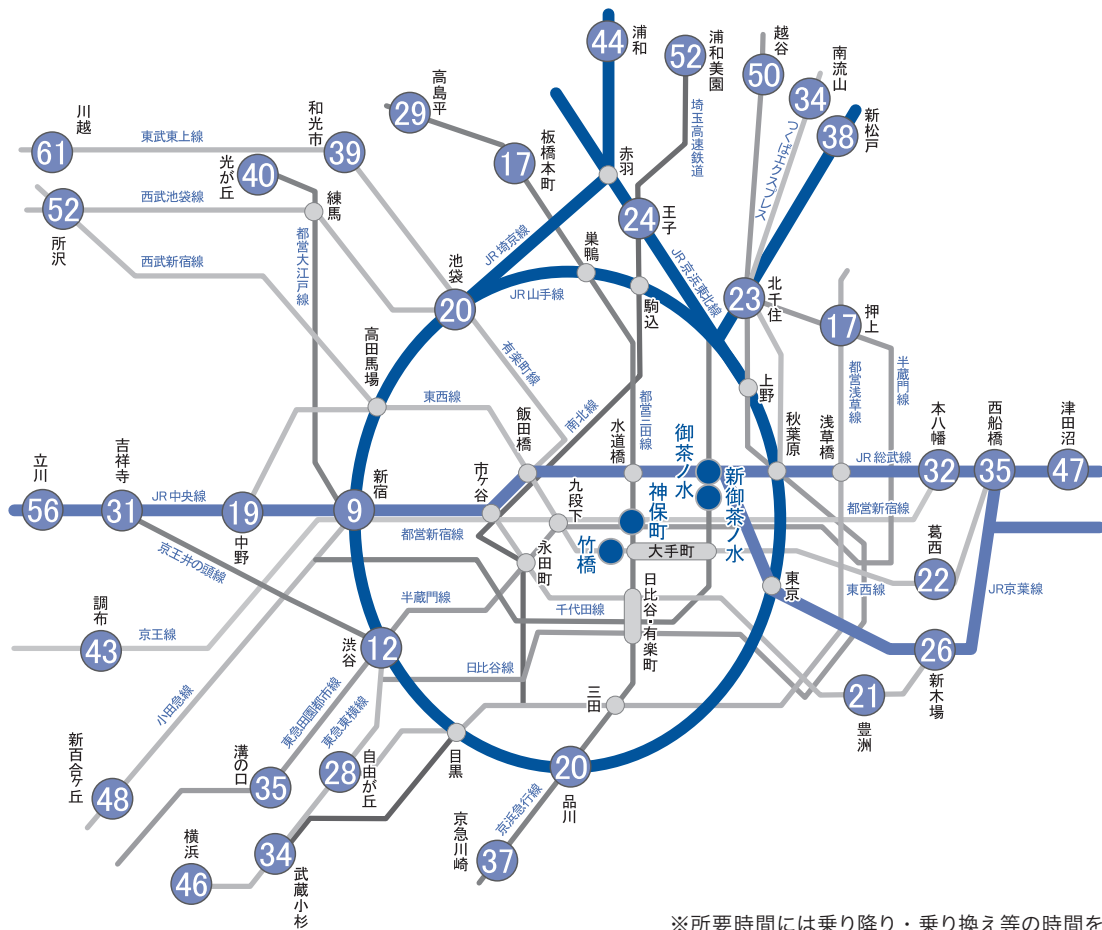 44
浦和
52
浦和美園
越谷
50
南流山
34
新松戸
38
高島平
29
川越
61
東武東上線
和光市
39
板橋本町
17
埼玉高速鉄道
つくばエクスプレス
赤羽
光が丘
40
52
所沢
西武池袋線
練馬
24
王子
西武新宿線
都営大江戸線
JR埼京線
巣鴨
JR京浜東北線
池袋
20
JR山手線
駒込
23
北千住
17
押上
高田馬場
有楽町線
都営浅草線
半蔵門線
上野
東西線
南北線
都営三田線
飯田橋
水道橋
御茶ノ水
秋葉原
浅草橋
JR総武線
本八幡
32
西船橋
35
津田沼
47
立川
56
吉祥寺
31
JR中央線
19
中野
新宿
9
市ヶ谷
九段下
神保町
新御茶ノ水
都営新宿線
都営新宿線
竹橋
大手町
永田町
京王井の頭線
葛西
22
東西線
JR京葉線
東京
調布
43
京王線
半蔵門線
千代田線
日比谷・有楽町
渋谷
12
26
新木場
日比谷線
小田急線
東急田園都市線
東急東横線
三田
21
豊洲
新百合ヶ丘
48
溝の口
35
28
自由が丘
目黒
20
品川
横浜
46
34
武蔵小杉
京急川崎
37
京浜急行線
※所要時間には乗り降り・乗り換え等の時間を